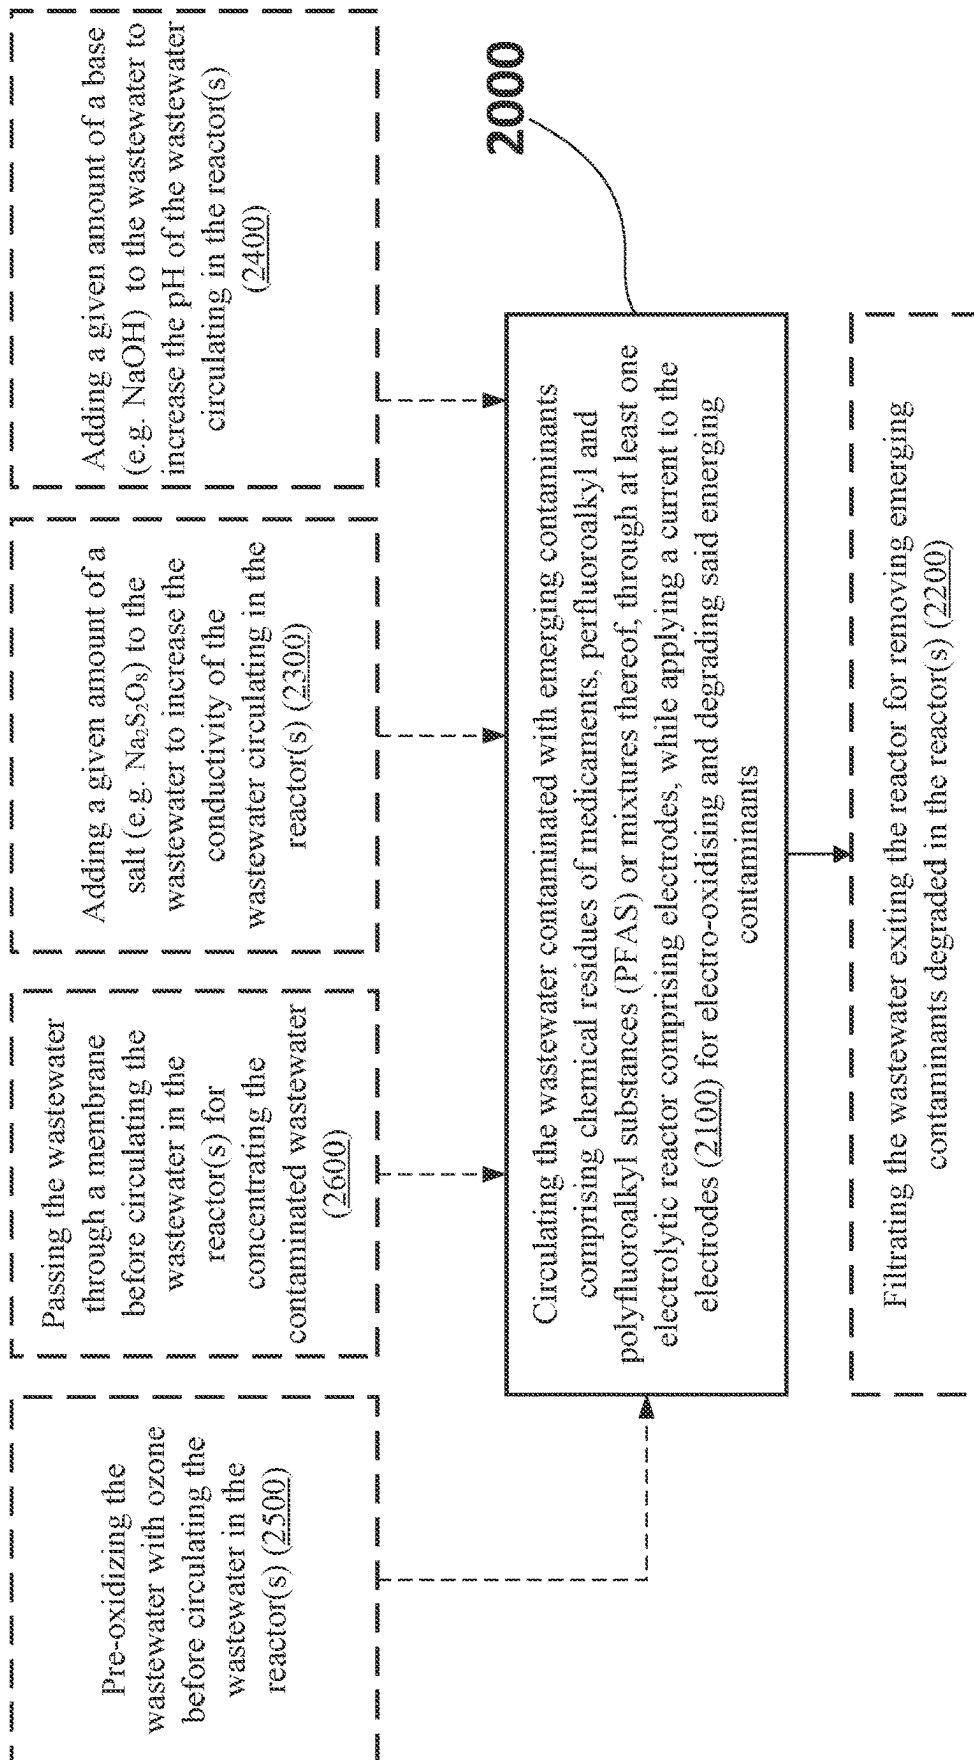 Pre-oxidizing the
wastewater with ozone
before circulating the
wastewater in the
reactor(s) (2500)
Passing the wastewater
through a membrane
before circulating the
wastewater in the
reactor(s) for
concentrating the
contaminated wastewater
(2600)
Adding a given amount of a
salt (e.g. Na₂S₂O₈) to the
wastewater to increase the
conductivity of the
wastewater circulating in the
reactor(s) (2300)
Adding a given amount of a base
(e.g. NaOH) to the wastewater to
increase the pH of the wastewater
circulating in the reactor(s)
(2400)
2000
Circulating the wastewater contaminated with emerging contaminants
comprising chemical residues of medicaments, perfluoroalkyl and
polyfluoroalkyl substances (PFAS) or mixtures thereof, through at least one
electrolytic reactor comprising electrodes, while applying a current to the
electrodes (2100) for electro-oxidising and degrading said emerging
contaminants
Filtrating the wastewater exiting the reactor for removing emerging
contaminants degraded in the reactor(s) (2200)